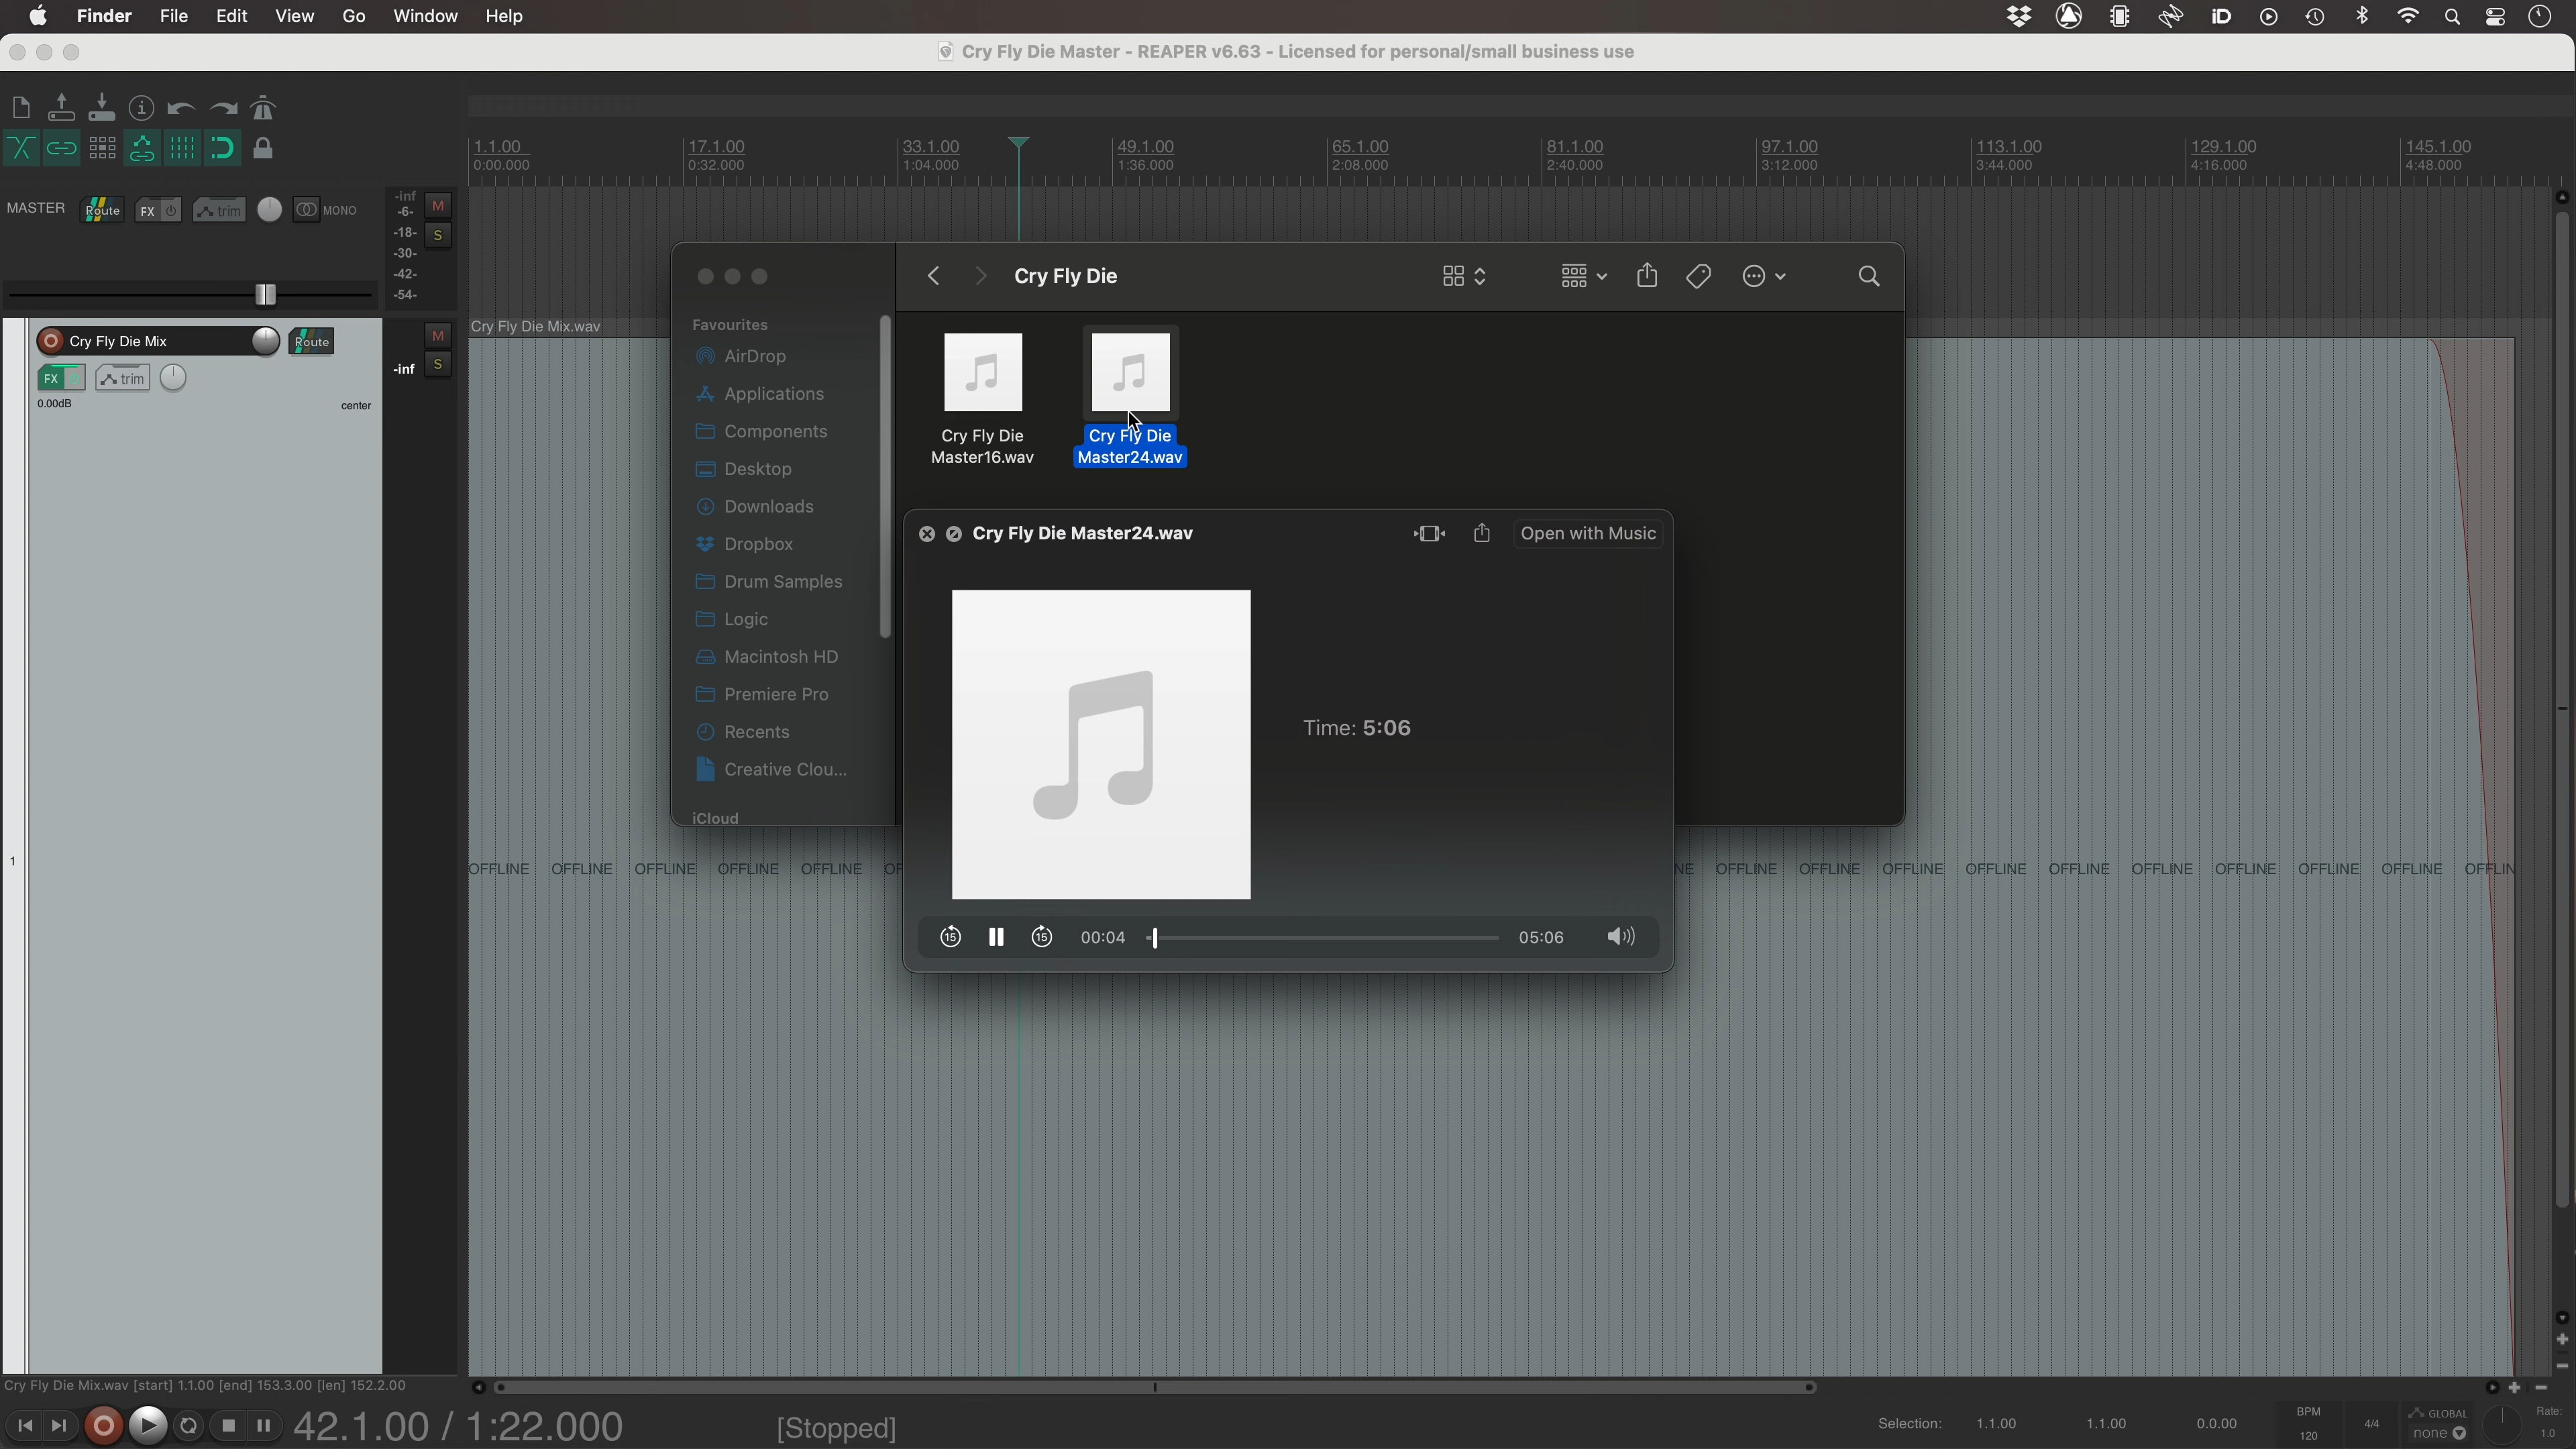 Finder File Edit View Go Window Help
Cry Fly Die Master - REAPER v6.63 - Licensed for personal/small business use
1.1.00 17.1.00 33.1.00 49.1.00 65.1.00 81.1.00 97.1.00 113.1.00 129.1.00 145.1.00
0:00.000 0:32.000 1:04.000 1:36.000 2:08.000 2:40.000 3:12.000 3:44.000 4:16.000 4:48.000
MASTER Route FX trim MONO
-inf M
-6-
-18- S
-30-
-42-
-54-
Cry Fly Die Mix Route M
FX trim -inf S
0.00dB center
1
Cry Fly Die Mix.wav
Cry Fly Die
Favourites
AirDrop
Applications
Components
Desktop
Downloads
Dropbox
Drum Samples
Logic
Macintosh HD
Premiere Pro
Recents
Creative Clou...
iCloud
Cry Fly Die
Master16.wav
Cry Fly Die
Master24.wav
Cry Fly Die Master24.wav Open with Music
Time: 5:06
15 15 00:04 05:06
OFFLINE OFFLINE OFFLINE OFFLINE OFFLINE OF NE OFFLINE OFFLINE OFFLINE OFFLINE OFFLINE OFFLINE OFFLINE OFFLINE OFFLINE OFFLIN
Cry Fly Die Mix.wav [start] 1.1.00 [end] 153.3.00 [len] 152.2.00
42.1.00 / 1:22.000 [Stopped]
Selection: 1.1.00 1.1.00 0.0.00
BPM
120
4/4
GLOBAL
none
Rate:
1.0